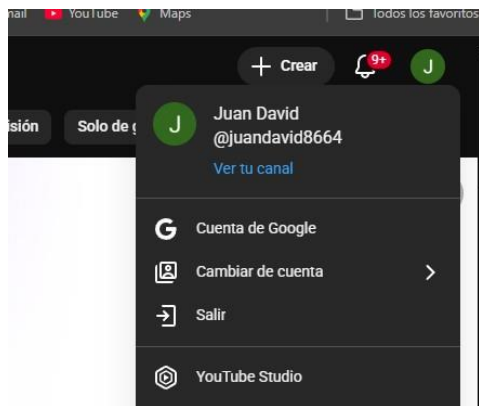 YouTube
Maps
Todos los favoritos
Crear
9+
J
Solo de
J
Juan David
@juandavid8664
Ver tu canal
Cuenta de Google
Cambiar de cuenta
Salir
YouTube Studio